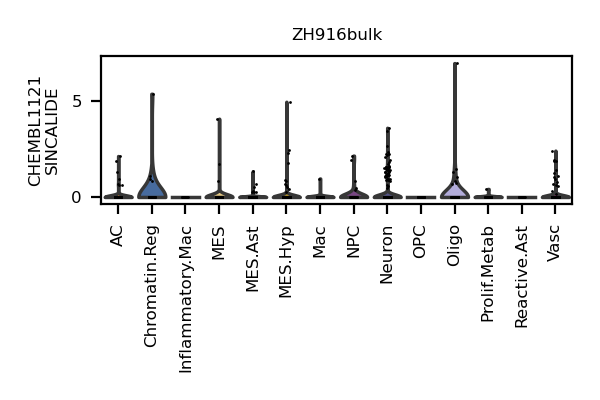 ZH916bulk
CHEMBL1121
SINCALIDE
5
0
AC
Chromatin.Reg
Inflammatory.Mac
MES
MES.Ast
MES.Hyp
Mac
NPC
Neuron
OPC
Oligo
Prolif.Metab
Reactive.Ast
Vasc